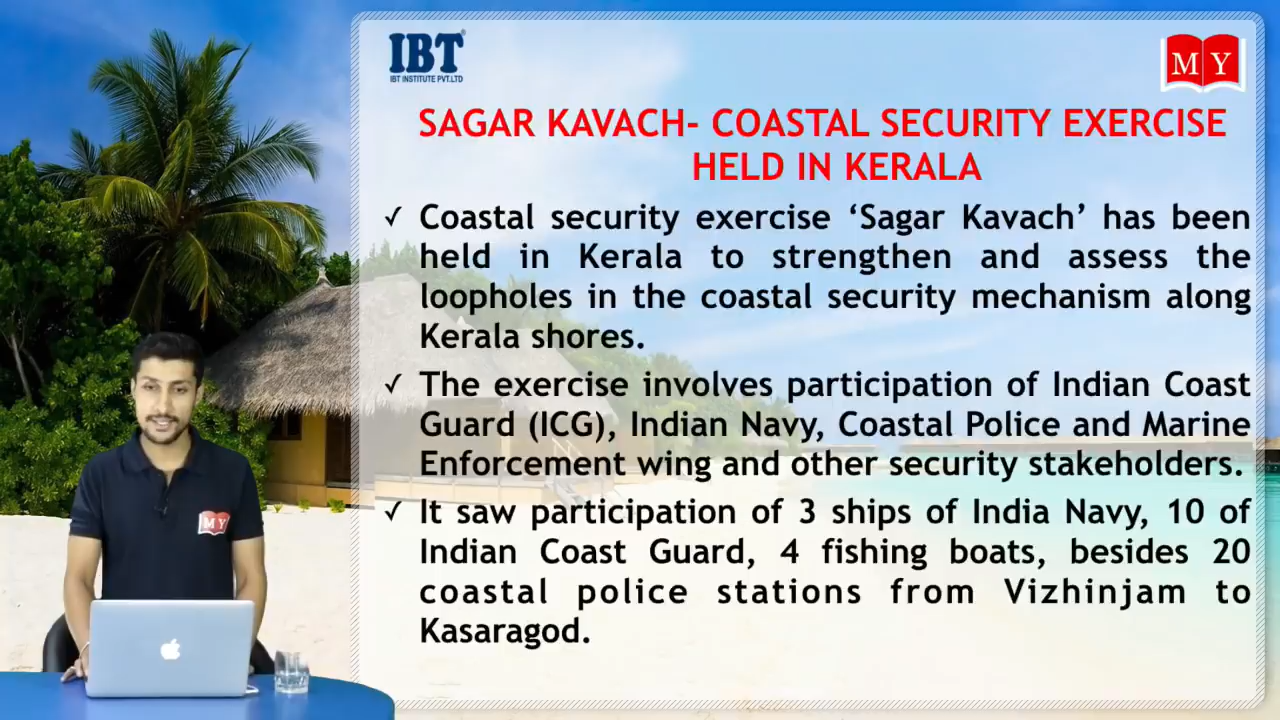 IBT
IBT INSTITUTE PVT.LTD
M Y
SAGAR KAVACH- COASTAL SECURITY EXERCISE
HELD IN KERALA
✓ Coastal security exercise ‘Sagar Kavach’ has been
held in Kerala to strengthen and assess the
loopholes in the coastal security mechanism along
Kerala shores.
✓ The exercise involves participation of Indian Coast
Guard (ICG), Indian Navy, Coastal Police and Marine
Enforcement wing and other security stakeholders.
✓ It saw participation of 3 ships of India Navy, 10 of
Indian Coast Guard, 4 fishing boats, besides 20
coastal police stations from Vizhinjam to
Kasaragod.
MY